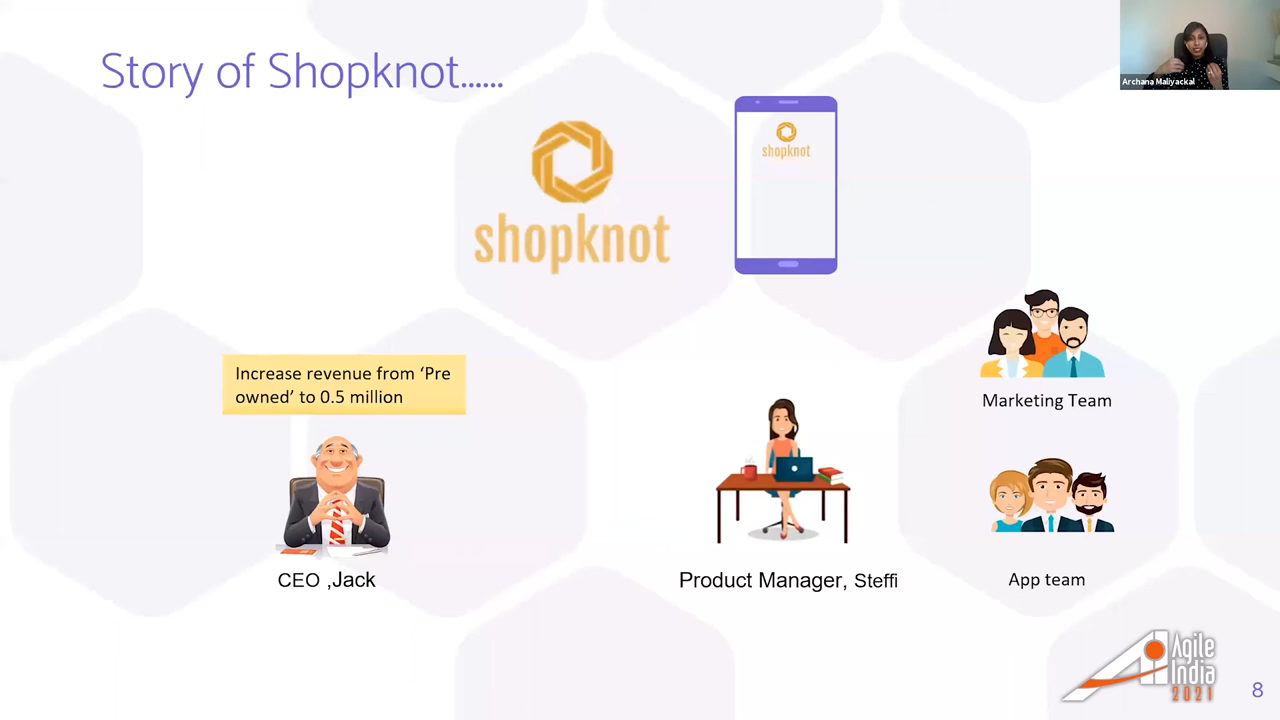 Story of Shopknot......
Archana Maliyackal
shopknot
shopknot
Increase revenue from ‘Pre
owned’ to 0.5 million
Marketing Team
CEO ,Jack
Product Manager, Steffi
App team
Agile
India
2021
8